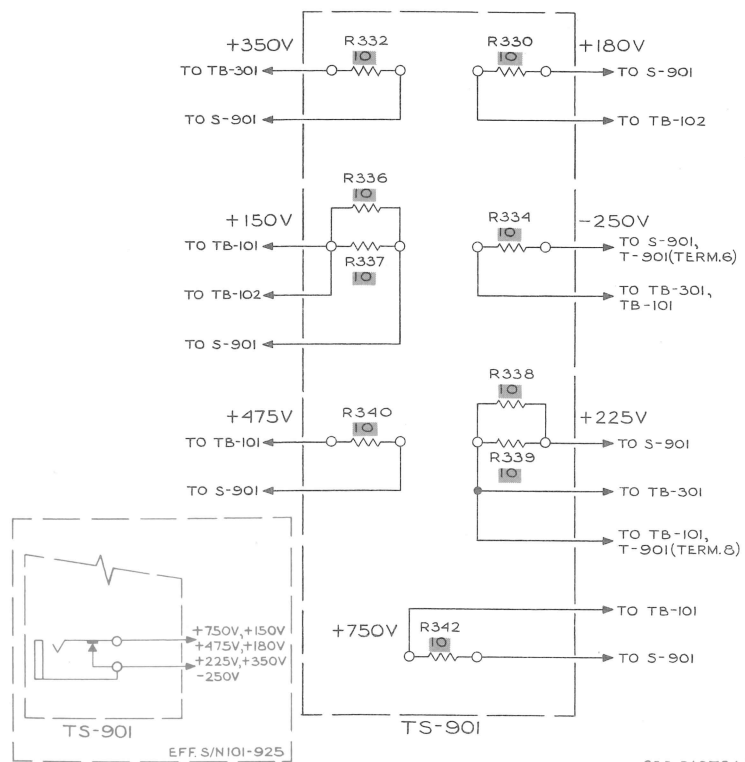 +350V
R332
10
TO TB-301
TO S-901
R330
10
+180V
TO S-901
TO TB-102
R336
10
+150V
TO TB-101
R337
10
TO TB-102
TO S-901
R334
10
-250V
TO S-901,
T-901(TERM.6)
TO TB-301,
TB-101
R338
10
+225V
TO S-901
R339
10
TO TB-301
TO TB-101,
T-901(TERM.8)
+475V
R340
10
TO TB-101
TO S-901
+750V
R342
10
TO TB-101
TO S-901
TS-901
+750V,+150V
+475V,+180V
+225V,+350V
-250V
TS-901
EFF. S/N101-925